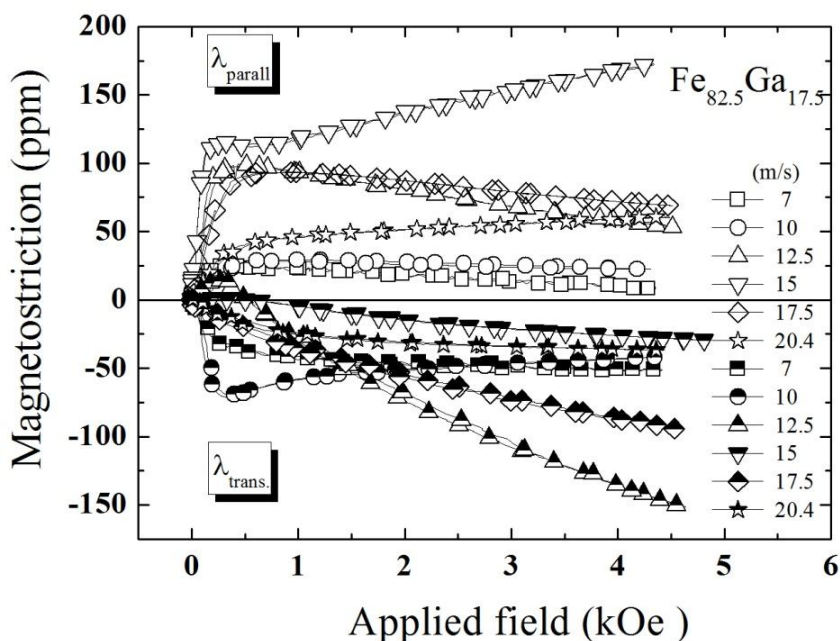 200
150
100
50
0
-50
-100
-150
Magnetostriction (ppm)
λparall
λtrans.
Fe82.5Ga17.5
(m/s)
7
10
12.5
15
17.5
20.4
7
10
12.5
15
17.5
20.4
0 1 2 3 4 5 6
Applied field (kOe )